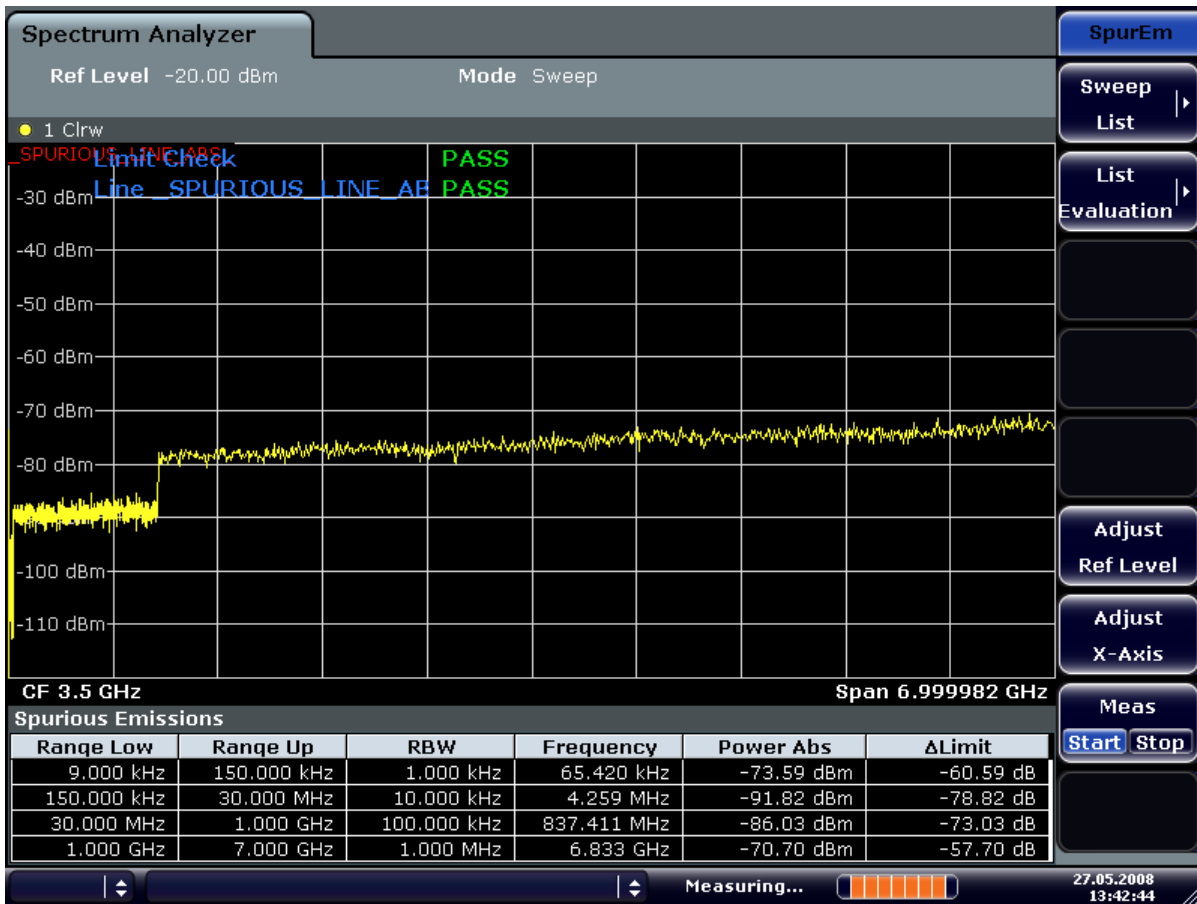 Spectrum Analyzer
Ref Level -20.00 dBm Mode Sweep
1 Clrw
_SPURIOUS_LINE_ABS
Limit Check PASS
Line _SPURIOUS_LINE_AB PASS
-30 dBm
-40 dBm
-50 dBm
-60 dBm
-70 dBm
-80 dBm
-100 dBm
-110 dBm
CF 3.5 GHz Span 6.999982 GHz
Spurious Emissions
Range Low Range Up RBW Frequency Power Abs ΔLimit
9.000 kHz 150.000 kHz 1.000 kHz 65.420 kHz -73.59 dBm -60.59 dB
150.000 kHz 30.000 MHz 10.000 kHz 4.259 MHz -91.82 dBm -78.82 dB
30.000 MHz 1.000 GHz 100.000 kHz 837.411 MHz -86.03 dBm -73.03 dB
1.000 GHz 7.000 GHz 1.000 MHz 6.833 GHz -70.70 dBm -57.70 dB
Measuring...
27.05.2008
13:42:44
SpurEm
Sweep
List
List
Evaluation
Adjust
Ref Level
Adjust
X-Axis
Meas
Start Stop